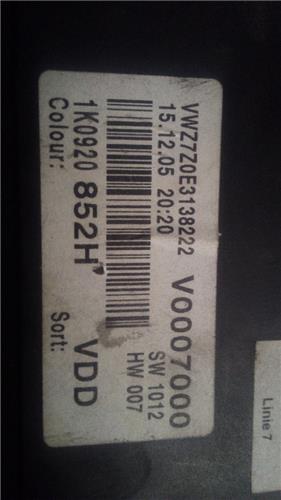 VWZ7Z0E3138222 V0007000
15.12.05 20:20 SW 1012
HW 007
1K0920 852H
Colour: Sort: VDD
Linie 7